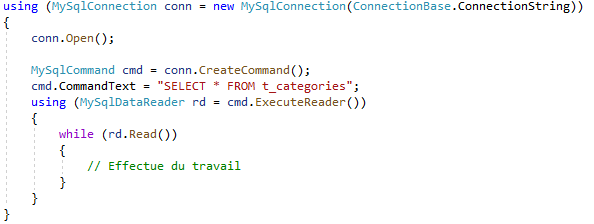 using (MySqlConnection conn = new MySqlConnection(ConnectionBase.ConnectionString))
{
    conn.Open();

    MySqlCommand cmd = conn.CreateCommand();
    cmd.CommandText = "SELECT * FROM t_categories";
    using (MySqlDataReader rd = cmd.ExecuteReader())
    {
        while (rd.Read())
        {
            // Effectue du travail
        }
    }
}